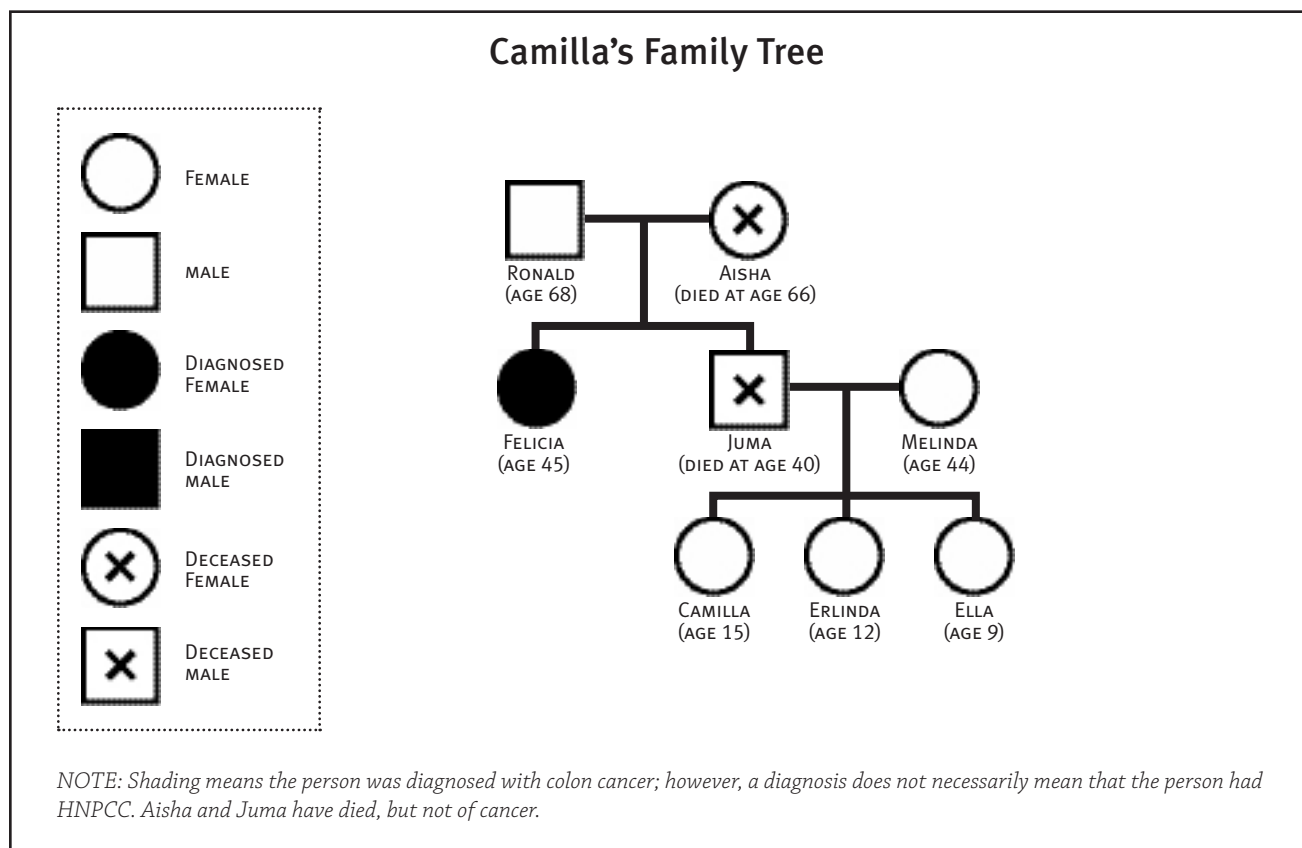 Camilla's Family Tree
Female
male
Diagnosed
Female
Diagnosed
male
Deceased
Female
Deceased
male
Ronald
(age 68)
Aisha
(died at age 66)
Felicia
(age 45)
Juma
(died at age 40)
Melinda
(age 44)
Camilla
(age 15)
Erlinda
(age 12)
Ella
(age 9)
NOTE: Shading means the person was diagnosed with colon cancer; however, a diagnosis does not necessarily mean that the person had
HNPCC. Aisha and Juma have died, but not of cancer.